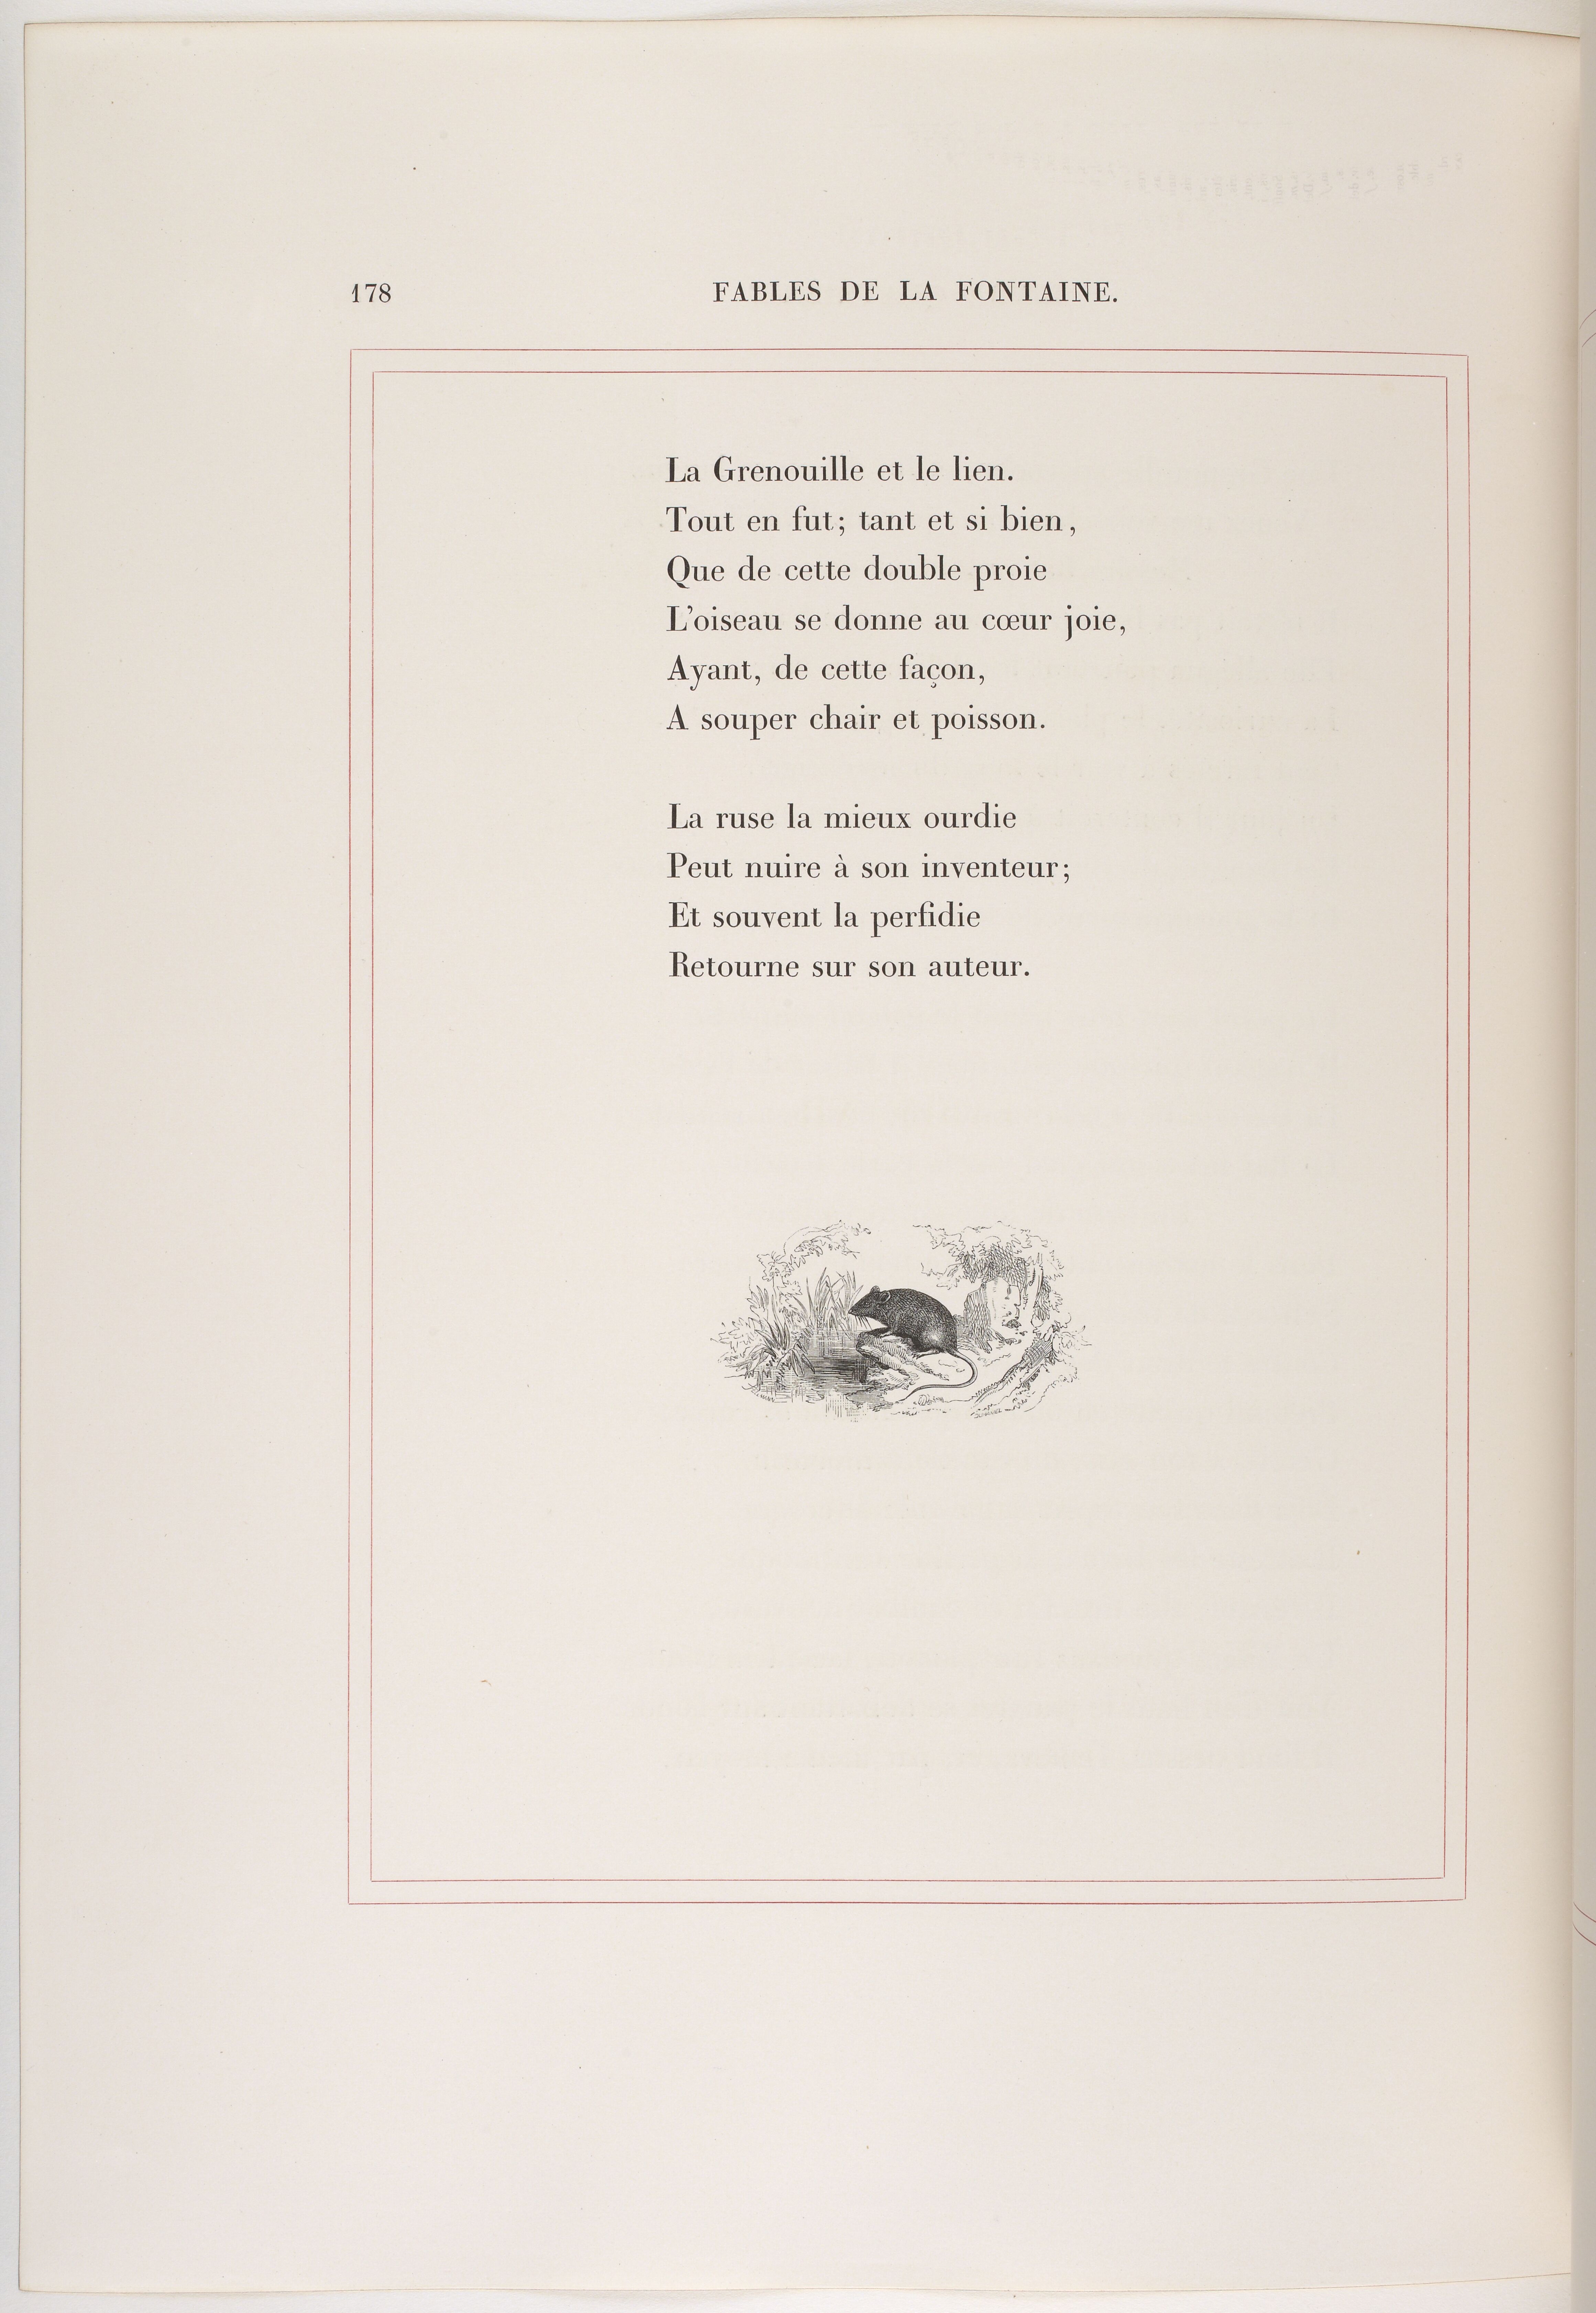 178 FABLES DE LA FONTAINE.
La Grenouille et le lien.
Tout en fut; tant et si bien,
Que de cette double proie
L'oiseau se donne au cœur joie,
Ayant, de cette façon,
A souper chair et poisson.
La ruse la mieux ourdie
Peut nuire à son inventeur;
Et souvent la perfidie
Retourne sur son auteur.